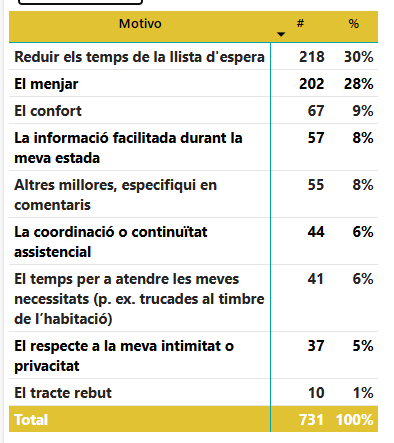 Motivo # %
Reduir els temps de la llista d'espera 218 30%
El menjar 202 28%
El confort 67 9%
La informació facilitada durant la 57 8%
meva estada
Altres millores, especifiqui en 55 8%
comentaris
La coordinació o continuïtat 44 6%
assistencial
El temps per a atendre les meves 41 6%
necessitats (p. ex. trucades al timbre
de l’habitació)
El respecte a la meva intimitat o 37 5%
privacitat
El tracte rebut 10 1%
Total 731 100%